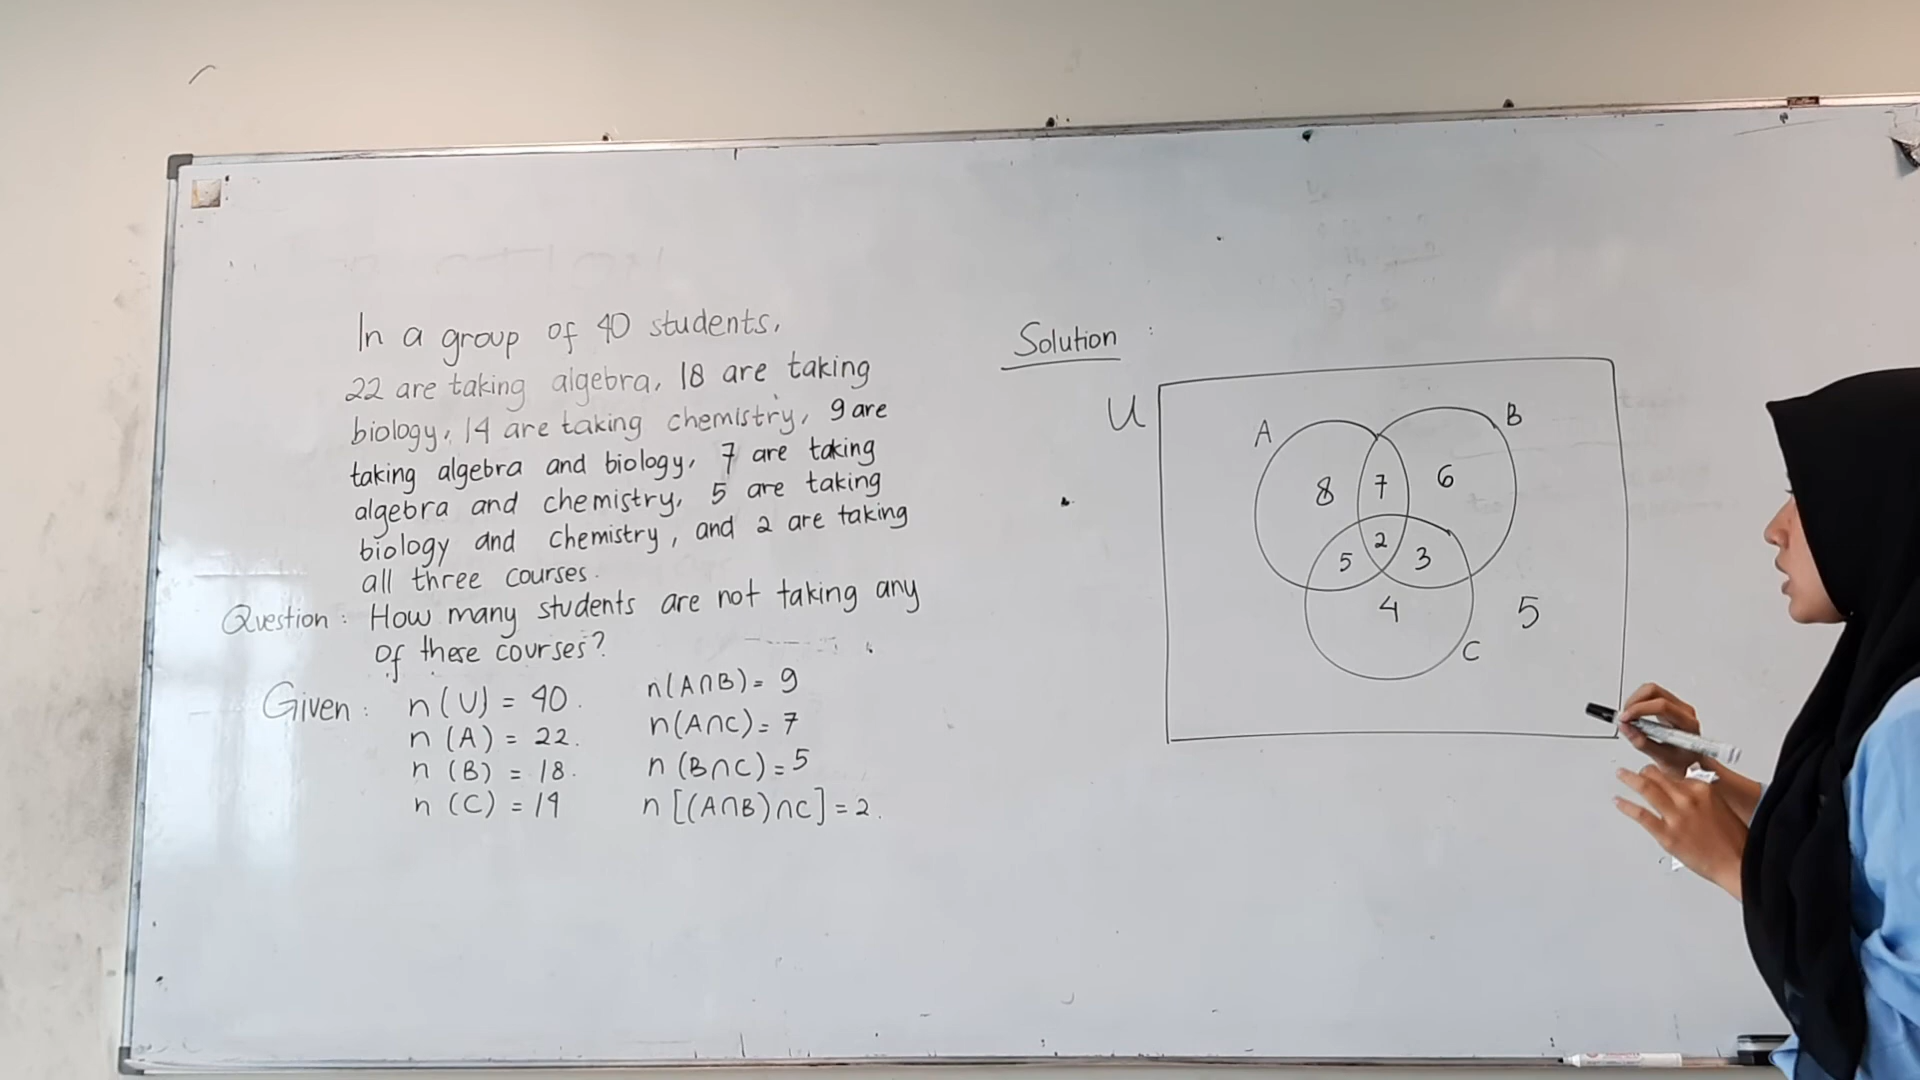 In a group of 40 students,
22 are taking algebra, 18 are taking
biology, 14 are taking chemistry, 9 are
taking algebra and biology, 7 are taking
algebra and chemistry, 5 are taking
biology and chemistry, and 2 are taking
all three courses.
Question: How many students are not taking any
of these courses?
Given: n(U) = 40.
n(A) = 22.
n(B) = 18.
n(C) = 14
n(A∩B) = 9
n(A∩C) = 7
n(B∩C) = 5
n[(A∩B)∩C] = 2.
Solution :
U
A
B
8 7 6
2
5 3
4
5
C